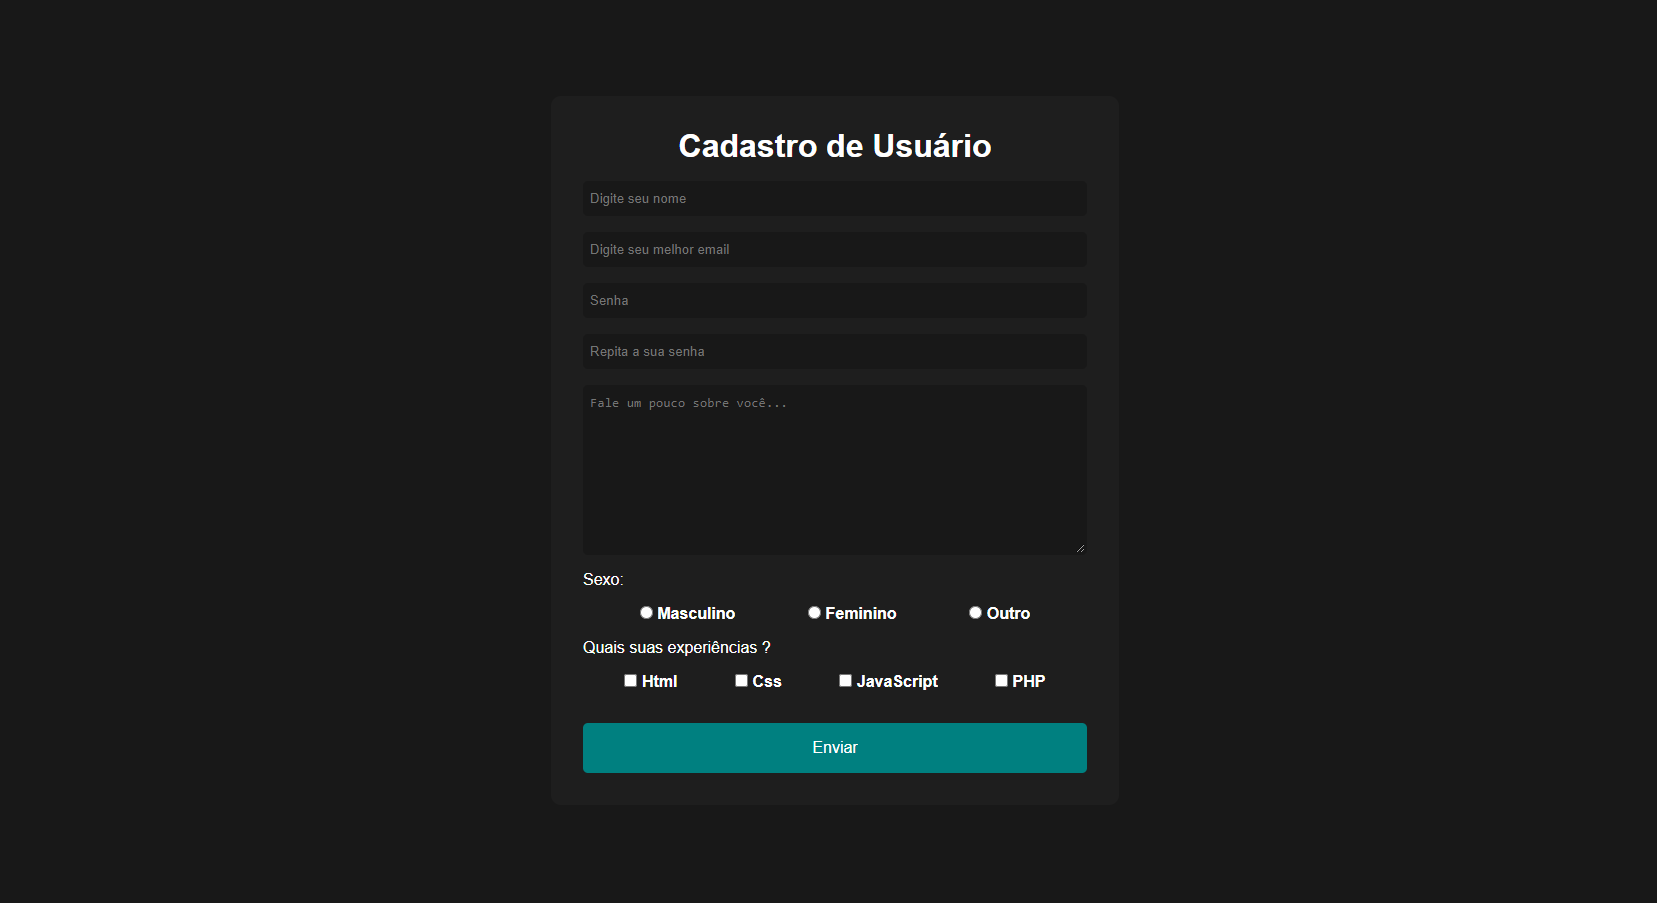 Cadastro de Usuário
Digite seu nome
Digite seu melhor email
Senha
Repita a sua senha
Fale um pouco sobre você...
Sexo:
Masculino Feminino Outro
Quais suas experiências ?
Html Css JavaScript PHP
Enviar